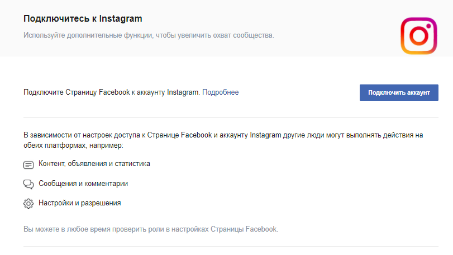 Подключитесь к Instagram
Используйте дополнительные функции, чтобы увеличить охват сообщества.
Подключите Страницу Facebook к аккаунту Instagram. Подробнее
Подключить аккаунт
В зависимости от настроек доступа к Странице Facebook и аккаунту Instagram другие люди могут выполнять действия на
обеих платформах, например:
Контент, объявления и статистика
Сообщения и комментарии
Настройки и разрешения
Вы можете в любое время проверить роли в настройках Страницы Facebook.